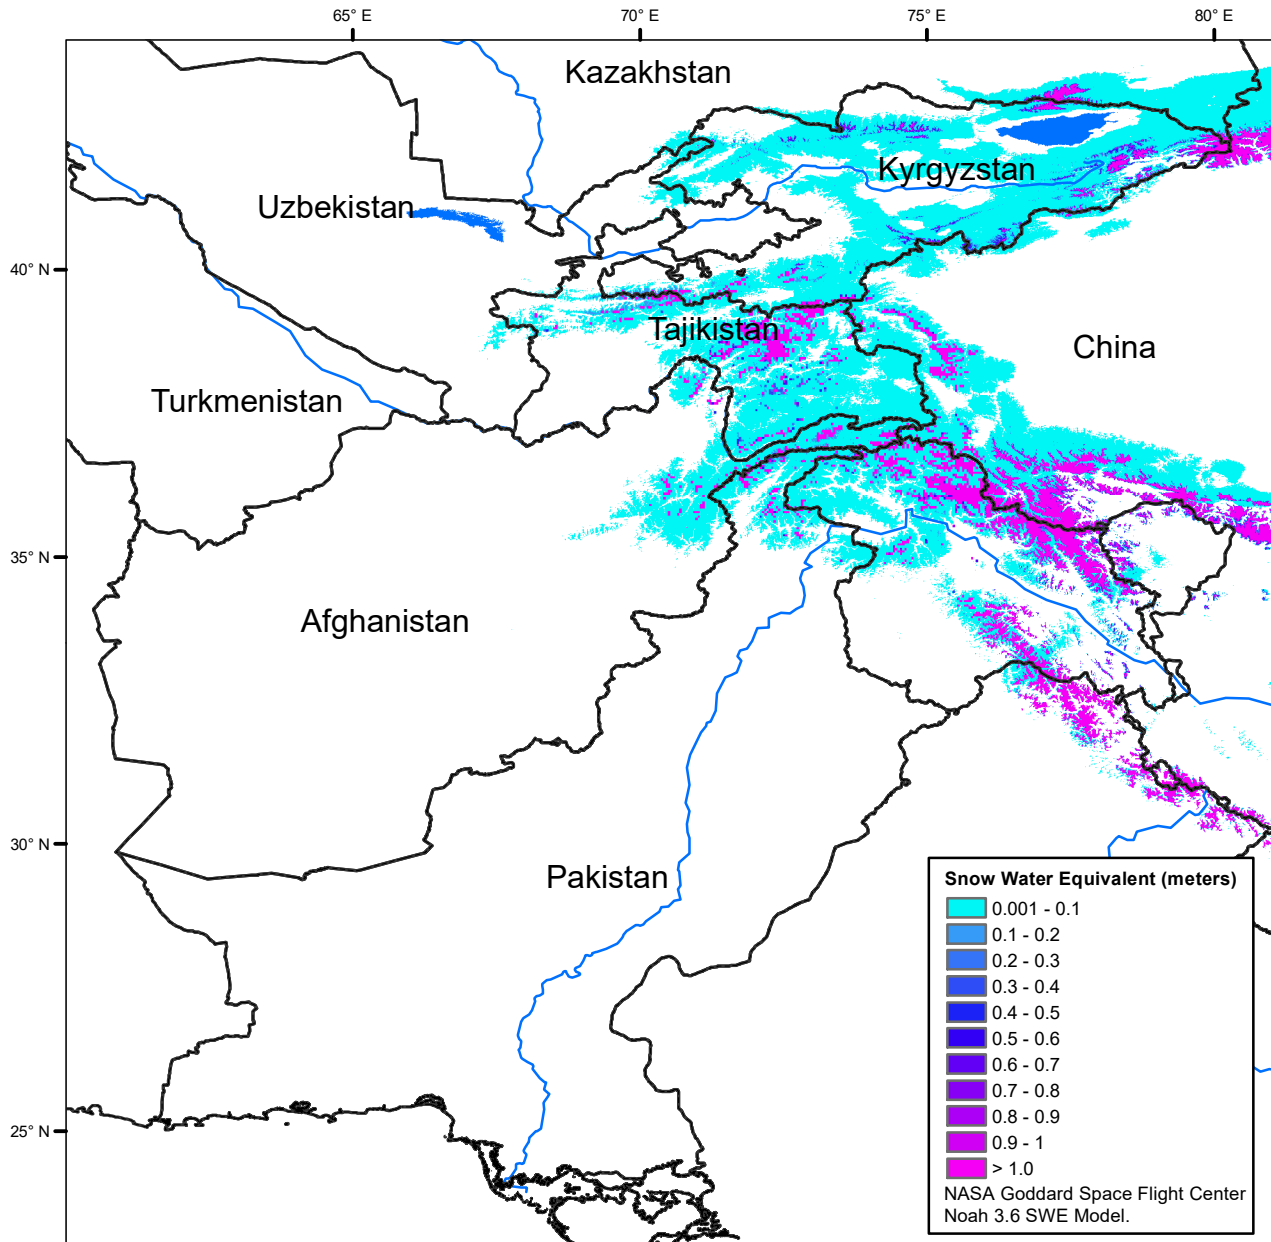 65° E
70° E
75° E
80° E
Kazakhstan
Kyrgyzstan
Uzbekistan
40° N
Tajikistan
China
Turkmenistan
35° N
Afghanistan
30° N
Pakistan
25° N
Snow Water Equivalent (meters)
0.001 - 0.1
0.1 - 0.2
0.2 - 0.3
0.3 - 0.4
0.4 - 0.5
0.5 - 0.6
0.6 - 0.7
0.7 - 0.8
0.8 - 0.9
0.9 - 1
> 1.0
NASA Goddard Space Flight Center
Noah 3.6 SWE Model.